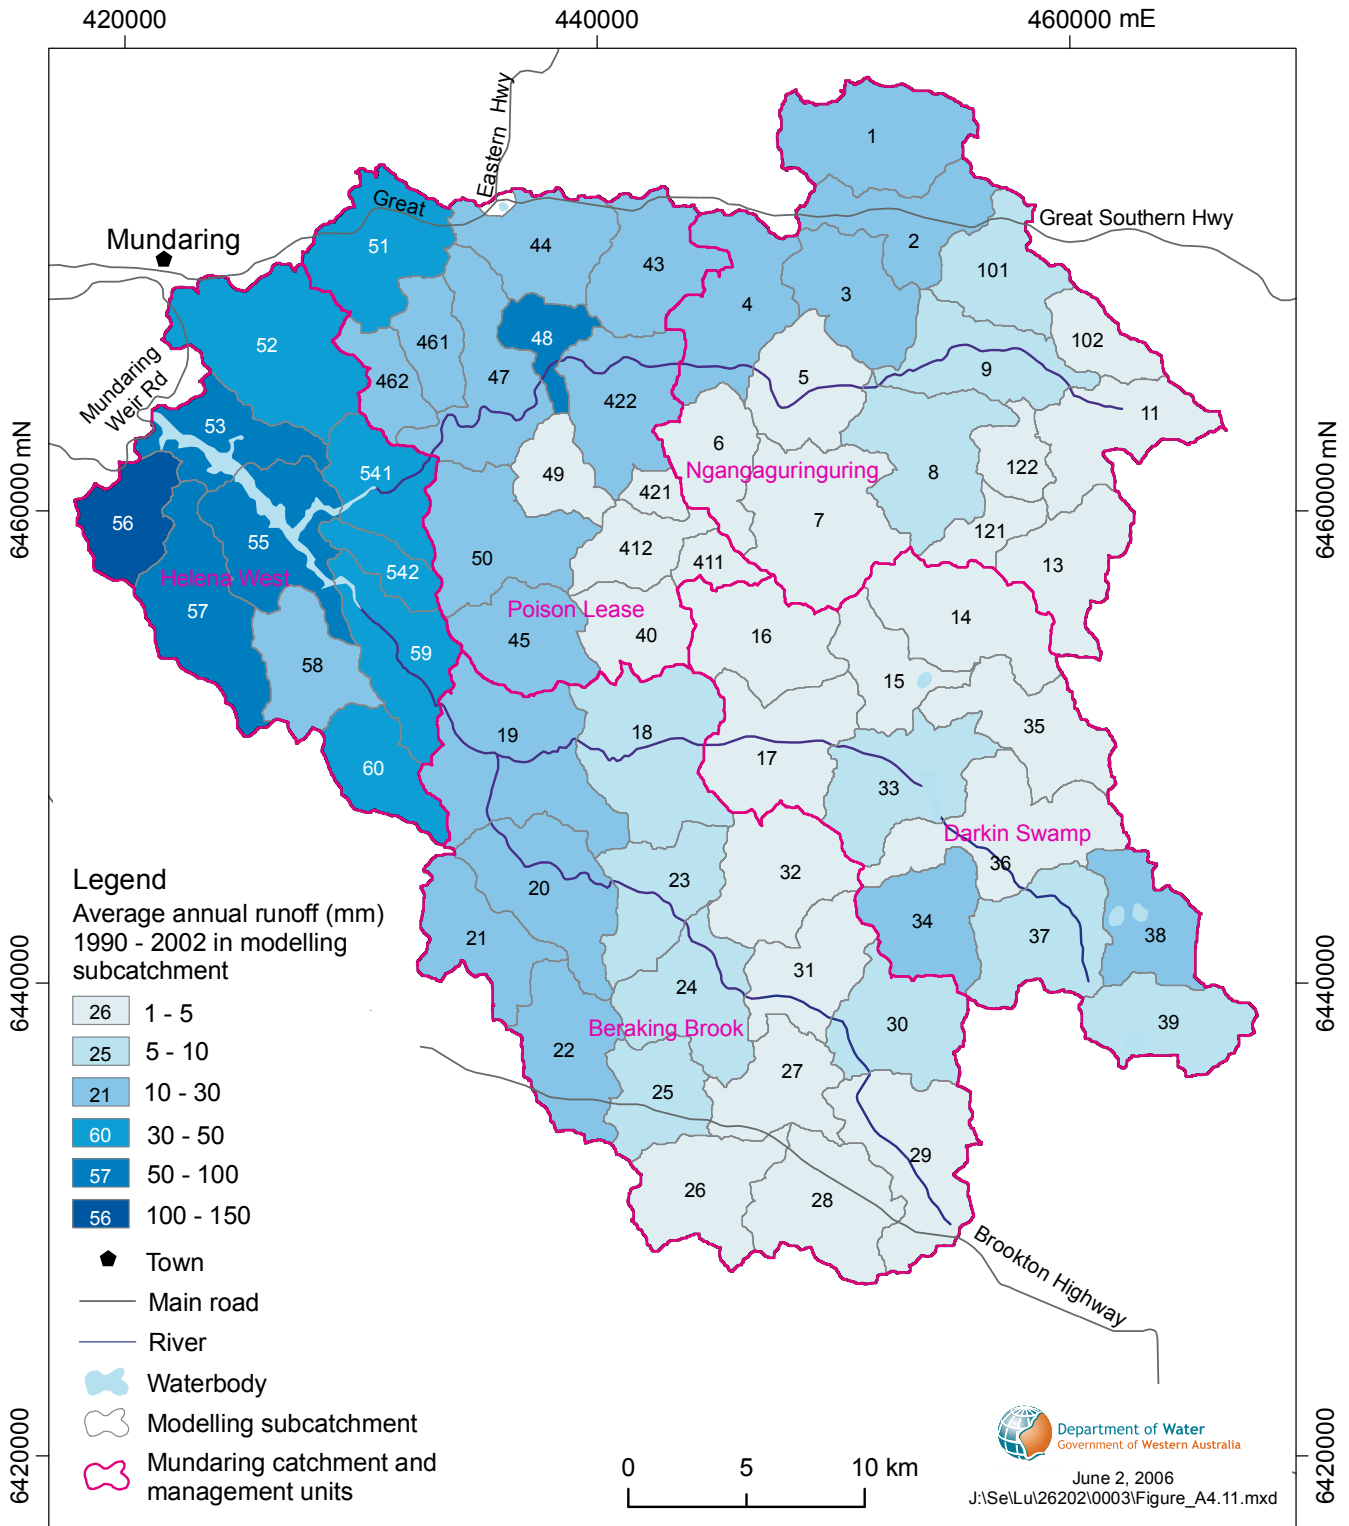 420000
440000
460000 mE
Eastern Hwy
Great
Great Southern Hwy
Mundaring
Mundaring
Weir Rd
1
2
51
44
43
101
4
3
52
461
48
102
462
47
5
9
422
11
53
6
541
49
Ngangaguringuring
8
122
421
56
7
55
412
121
50
411
13
542
Helena West
57
Poison Lease
45
40
16
14
59
58
15
19
18
35
17
60
33
Darkin Swamp
36
32
20
23
34
37
38
21
31
24
Beraking Brook
30
39
22
27
25
29
26
28
Brookton Highway
6460000 mN
6460000 mN
6440000
6440000
6420000
6420000
Legend
Average annual runoff (mm)
1990 - 2002 in modelling
subcatchment
26 1 - 5
25 5 - 10
21 10 - 30
60 30 - 50
57 50 - 100
56 100 - 150
Town
Main road
River
Waterbody
Modelling subcatchment
Mundaring catchment and
management units
0 5 10 km
Department of Water
Government of Western Australia
June 2, 2006
J:\Se\Lu\26202\0003\Figure_A4.11.mxd